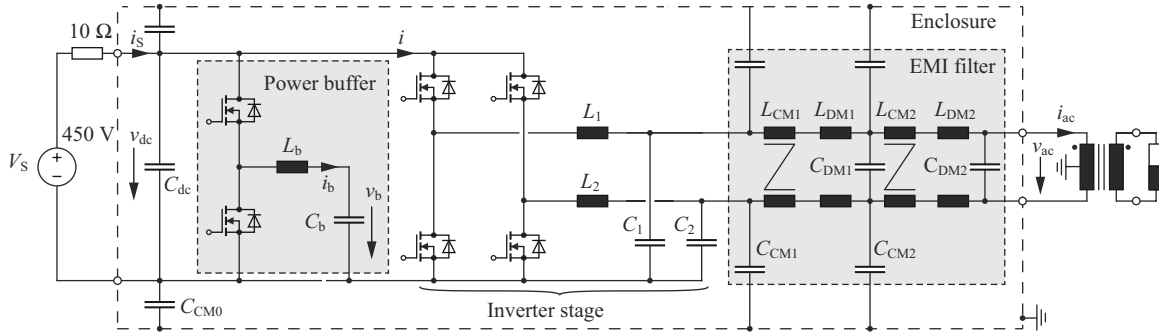 Enclosure
10 Ω
i_S
i
Power buffer
EMI filter
L_1
L_CM1
L_DM1
L_CM2
L_DM2
i_ac
450 V
v_dc
V_S
C_dc
L_b
i_b
v_b
C_b
L_2
C_DM1
C_DM2
v_ac
C_1
C_2
C_CM1
C_CM2
C_CM0
Inverter stage